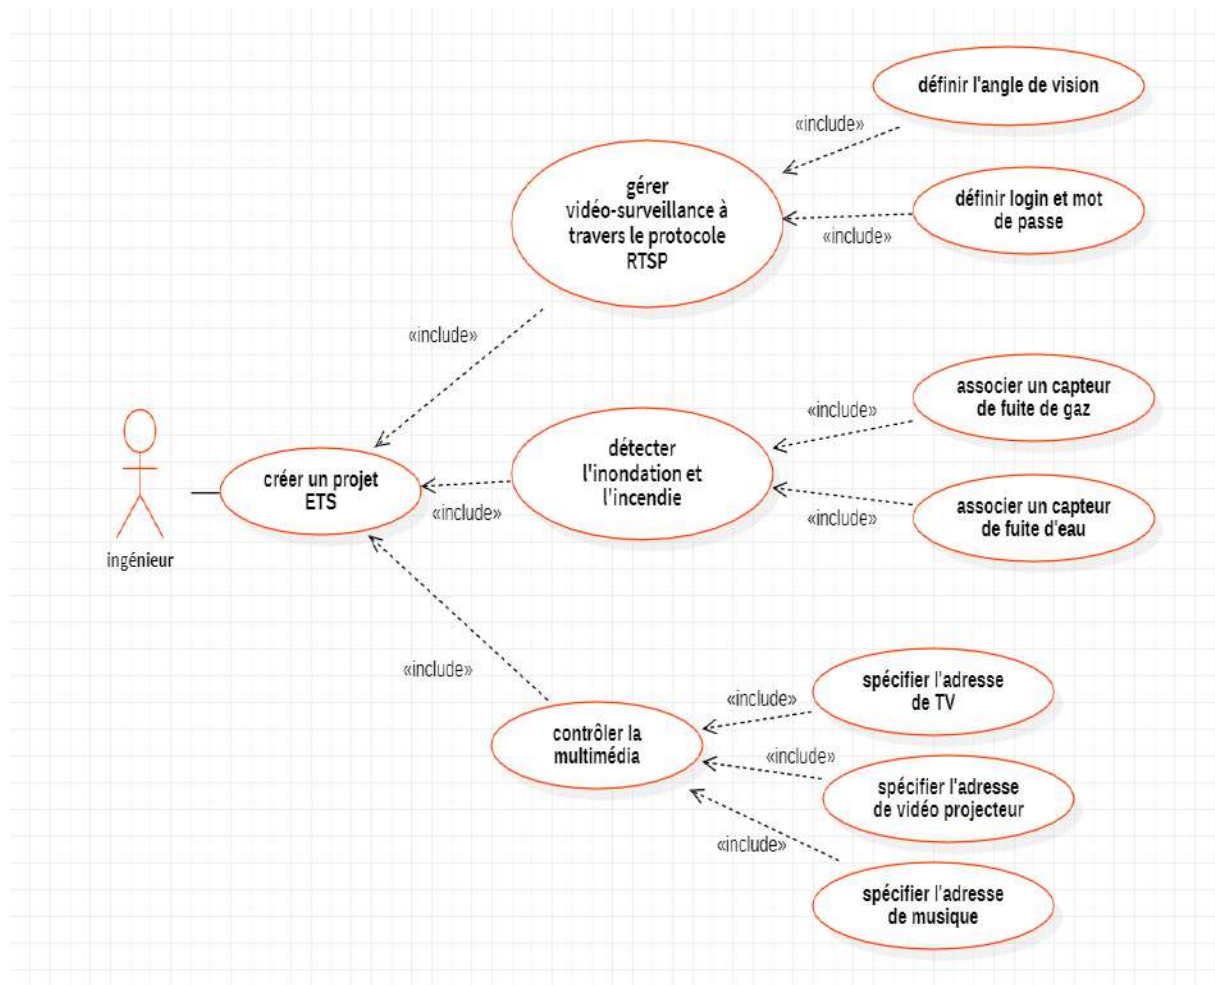 définir l'angle de vision
«include»
gérer
vidéo-surveillance à
travers le protocole
RTSP
définir login et mot
de passe
«include»
«include»
associer un capteur
de fuite de gaz
«include»
détecter
l'inondation et
l'incendie
créer un projet
ETS
«include»
«include»
associer un capteur
de fuite d'eau
ingénieur
«include»
spécifier l'adresse
de TV
«include»
contrôler la
multimédia
«include»
spécifier l'adresse
de vidéo projecteur
«include»
spécifier l'adresse
de musique